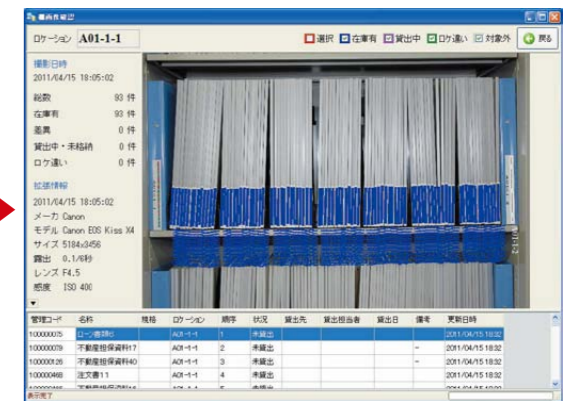 棚画像確認
ロケーション A01-1-1
選択 在庫有 貸出中 ロケ違い 対象外 戻る
撮影日時
2011/04/15 18:05:02
総数 93 件
在庫有 93 件
差異 0 件
貸出中・未格納 0 件
ロケ違い 0 件
拡張情報
2011/04/15 18:05:02
メーカ Canon
モデル Canon EOS Kiss X4
サイズ 5184x3456
露出 0.1/6秒
レンズ F4.5
感度 ISO 400
管理コード 名称 規格 ロケーション 順序 状況 貸出先 貸出担当者 貸出日 備考 更新日時
100000075 ローン書類6 A01-1-1 1 未貸出 2011/04/15 18:32
100000079 不動産担保資料17 A01-1-1 2 未貸出 - 2011/04/15 18:32
100000126 不動産担保資料40 A01-1-1 3 未貸出 - 2011/04/15 18:32
100000468 注文書11 A01-1-1 4 未貸出 2011/04/15 18:32
表示完了